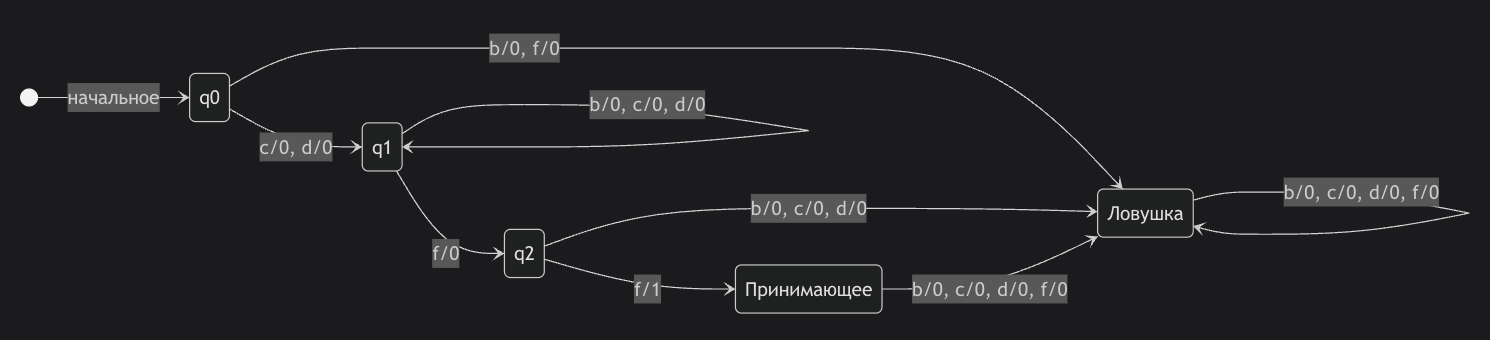 b/0, f/0
начальное
q0
b/0, c/0, d/0
c/0, d/0
q1
b/0, c/0, d/0
b/0, c/0, d/0, f/0
Ловушка
f/0
q2
f/1
Принимающее
b/0, c/0, d/0, f/0